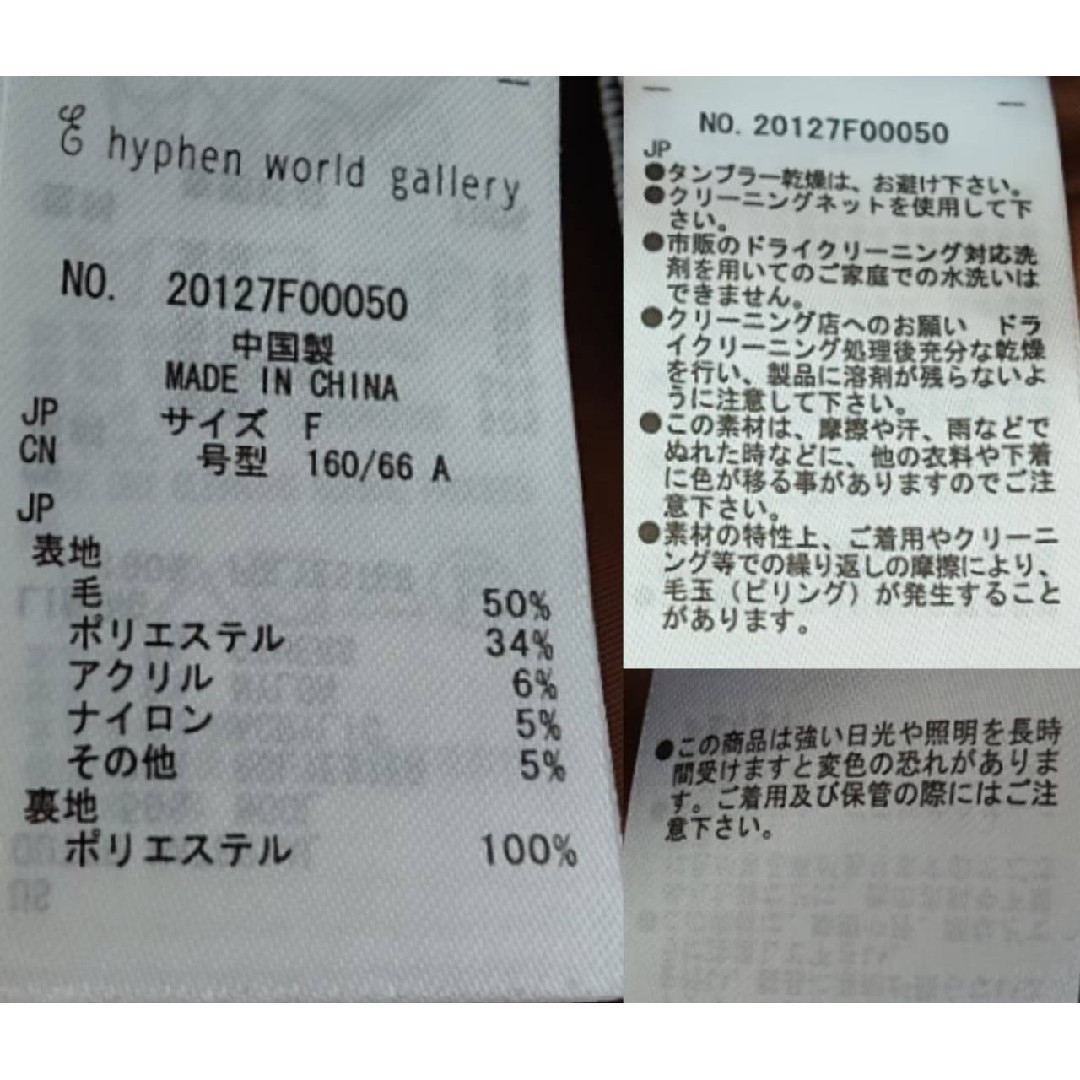 E hyphen world gallery
NO. 20127F00050
中国製
MADE IN CHINA
JP サイズ F
CN 号型 160/66 A
JP
表地
毛 50%
ポリエステル 34%
アクリル 6%
ナイロン 5%
その他 5%
裏地
ポリエステル 100%
NO. 20127F00050
JP
●タンブラー乾燥は、お避け下さい。
●クリーニングネットを使用して下
さい。
●市販のドライクリーニング対応洗
剤を用いてのご家庭での水洗いは
できません。
●クリーニング店へのお願い ドラ
イクリーニング処理後充分な乾燥
を行い、製品に溶剤が残らないよ
うに注意して下さい。
●この素材は、摩擦や汗、雨などで
ぬれた時などに、他の衣料や下着
に色が移る事がありますのでご注
意下さい。
●素材の特性上、ご着用やクリーニ
ング等での繰り返しの摩擦により、
毛玉（ピリング）が発生すること
があります。
●この商品は強い日光や照明を長時
間受けますと変色の恐れがありま
す。ご着用及び保管の際にはご注
意下さい。